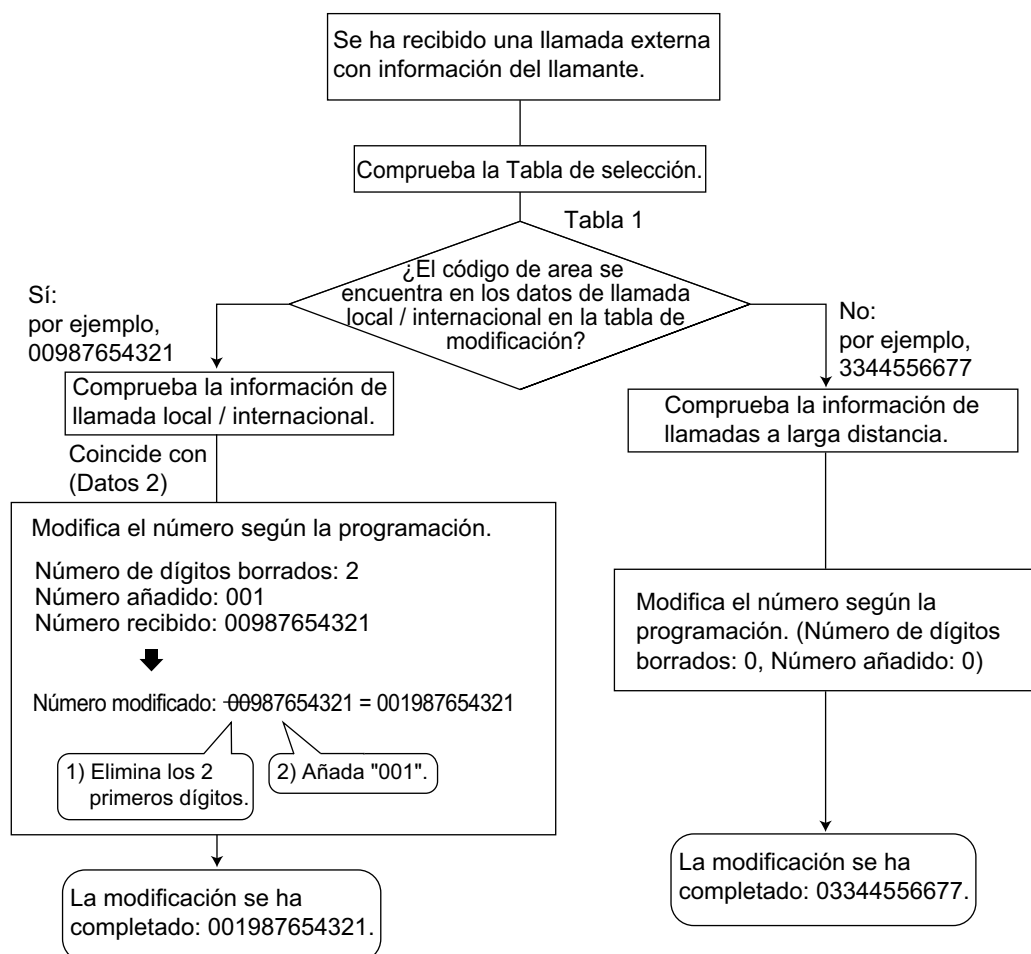 Se ha recibido una llamada externa
con información del llamante.
Comprueba la Tabla de selección.
Tabla 1
¿El código de area se
encuentra en los datos de llamada
local / internacional en la tabla de
modificación?
Sí:
por ejemplo,
00987654321
Comprueba la información de
llamada local / internacional.
Coincide con
(Datos 2)
Modifica el número según la programación.
Número de dígitos borrados: 2
Número añadido: 001
Número recibido: 00987654321
Número modificado: 00987654321 = 001987654321
1) Elimina los 2
primeros dígitos.
2) Añada "001".
La modificación se ha
completado: 001987654321.
No:
por ejemplo,
3344556677
Comprueba la información de
llamadas a larga distancia.
Modifica el número según la
programación. (Número de dígitos
borrados: 0, Número añadido: 0)
La modificación se ha
completado: 03344556677.